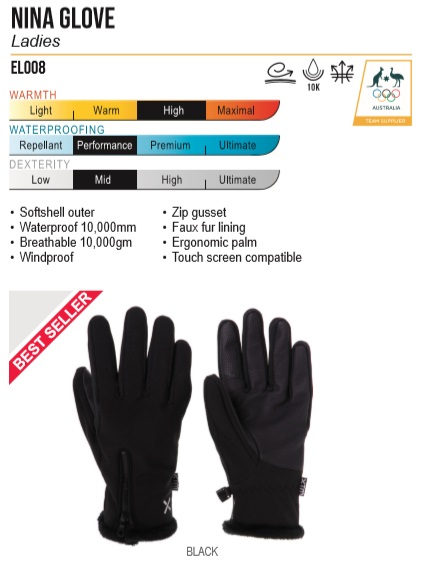 NINA GLOVE
Ladies
EL008
10K
AUSTRALIA
TEAM SUPPLIER
WARMTH
Light Warm High Maximal
WATERPROOFING
Repellant Performance Premium Ultimate
DEXTERITY
Low Mid High Ultimate
• Softshell outer
• Waterproof 10,000mm
• Breathable 10,000gm
• Windproof
• Zip gusset
• Faux fur lining
• Ergonomic palm
• Touch screen compatible
BEST SELLER
BLACK